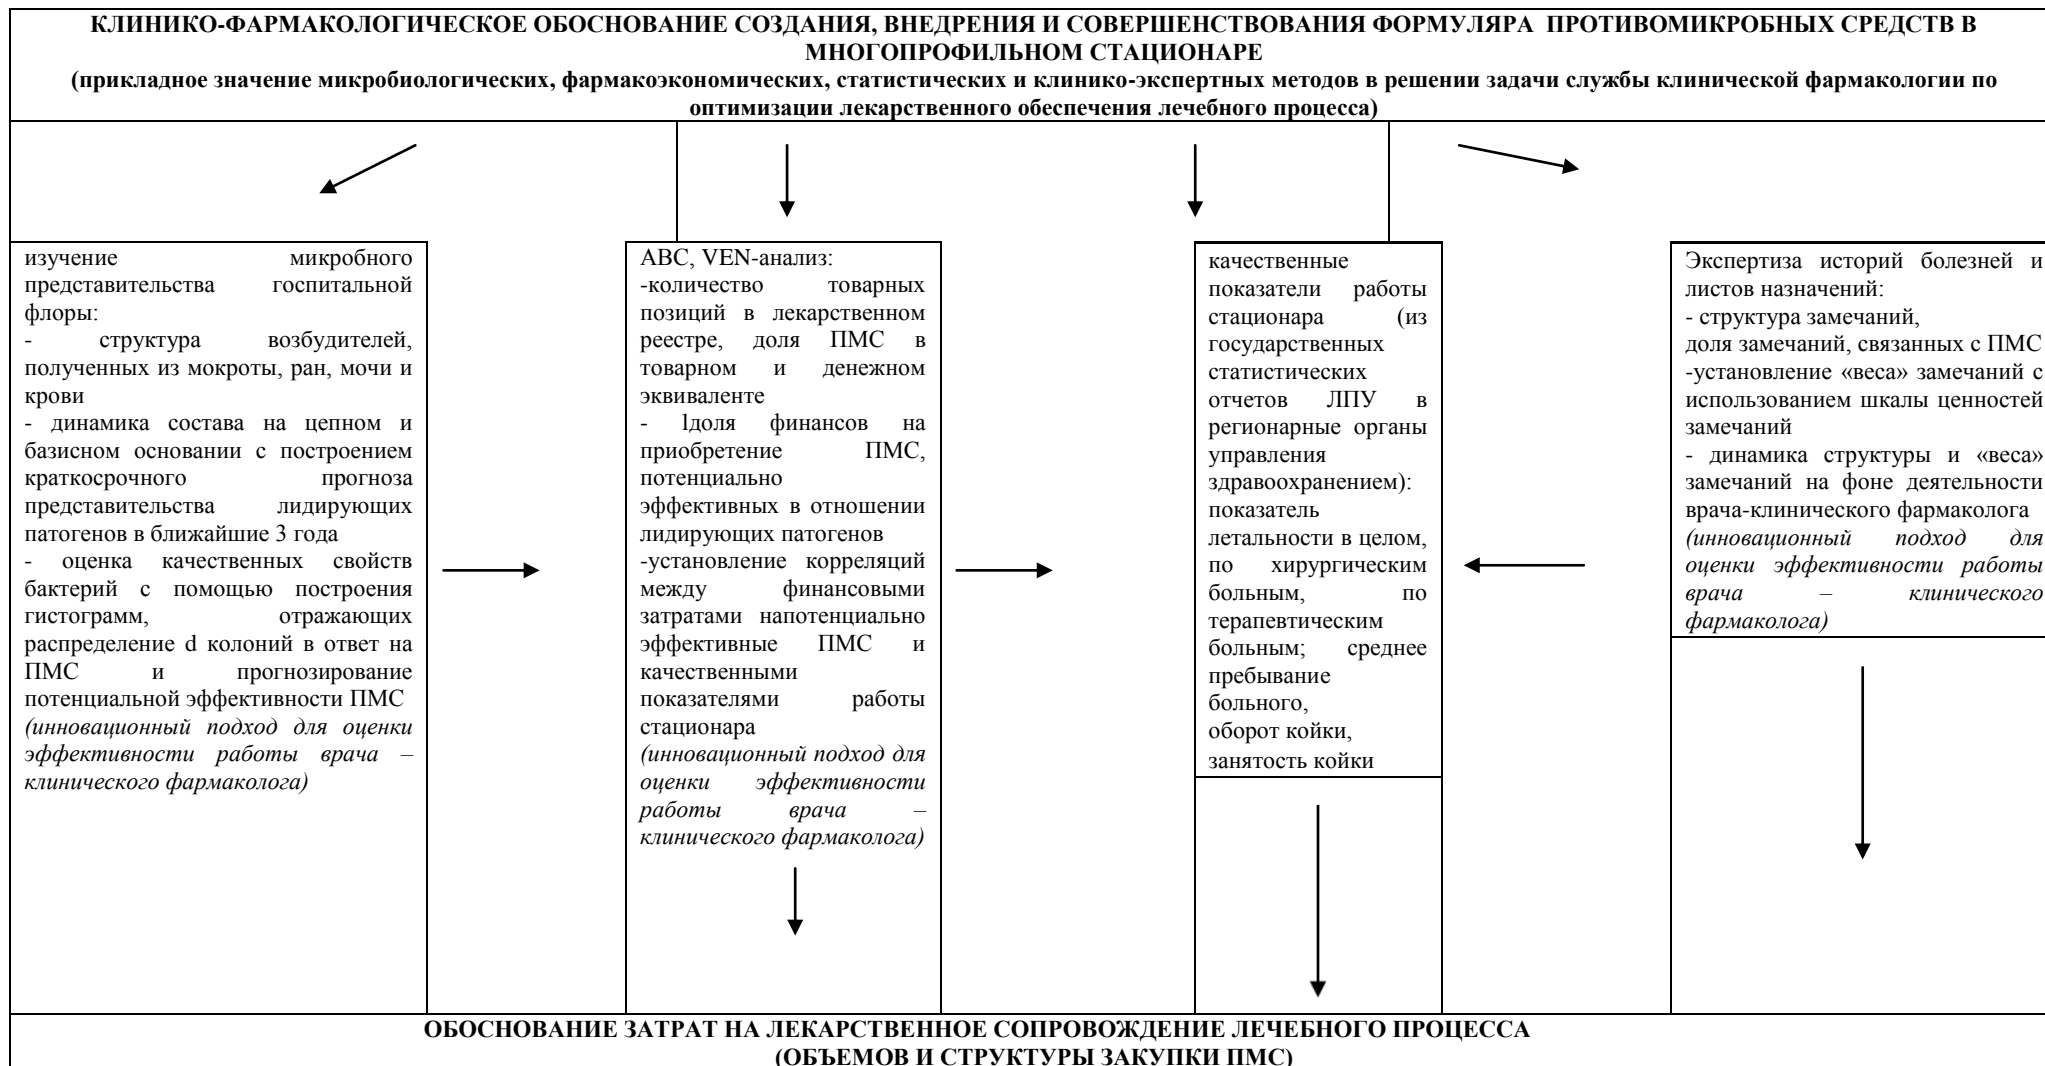 КЛИНИКО-ФАРМАКОЛОГИЧЕСКОЕ ОБОСНОВАНИЕ СОЗДАНИЯ, ВНЕДРЕНИЯ И СОВЕРШЕНСТВОВАНИЯ ФОРМУЛЯРА ПРОТИВОМИКРОБНЫХ СРЕДСТВ В
МНОГОПРОФИЛЬНОМ СТАЦИОНАРЕ
(прикладное значение микробиологических, фармакоэкономических, статистических и клинико-экспертных методов в решении задачи службы клинической фармакологии по
оптимизации лекарственного обеспечения лечебного процесса)
изучение микробного
представительства госпитальной
флоры:
- структура возбудителей,
полученных из мокроты, ран, мочи и
крови
- динамика состава на цепном и
базисном основании с построением
краткосрочного прогноза
представительства лидирующих
патогенов в ближайшие 3 года
- оценка качественных свойств
бактерий с помощью построения
гистограмм, отражающих
распределение d колоний в ответ на
ПМС и прогнозирование
потенциальной эффективности ПМС
(инновационный подход для оценки
эффективности работы врача –
клинического фармаколога)
АВС, VEN-анализ:
-количество товарных
позиций в лекарственном
реестре, доля ПМС в
товарном и денежном
эквиваленте
- lдоля финансов на
приобретение ПМС,
потенциально
эффективных в отношении
лидирующих патогенов
-установление корреляций
между финансовыми
затратами напотенциально
эффективные ПМС и
качественными
показателями работы
стационара
(инновационный подход для
оценки эффективности
работы врача –
клинического фармаколога)
качественные
показатели работы
стационара (из
государственных
статистических
отчетов ЛПУ в
регионарные органы
управления
здравоохранением):
показатель
летальности в целом,
по хирургическим
больным, по
терапевтическим
больным; среднее
пребывание
больного,
оборот койки,
занятость койки
Экспертиза историй болезней и
листов назначений:
- структура замечаний,
доля замечаний, связанных с ПМС
-установление «веса» замечаний с
использованием шкалы ценностей
замечаний
- динамика структуры и «веса»
замечаний на фоне деятельности
врача-клинического фармаколога
(инновационный подход для
оценки эффективности работы
врача – клинического
фармаколога)
ОБОСНОВАНИЕ ЗАТРАТ НА ЛЕКАРСТВЕННОЕ СОПРОВОЖДЕНИЕ ЛЕЧЕБНОГО ПРОЦЕССА
(ОБЪЕМОВ И СТРУКТУРЫ ЗАКУПКИ ПМС)